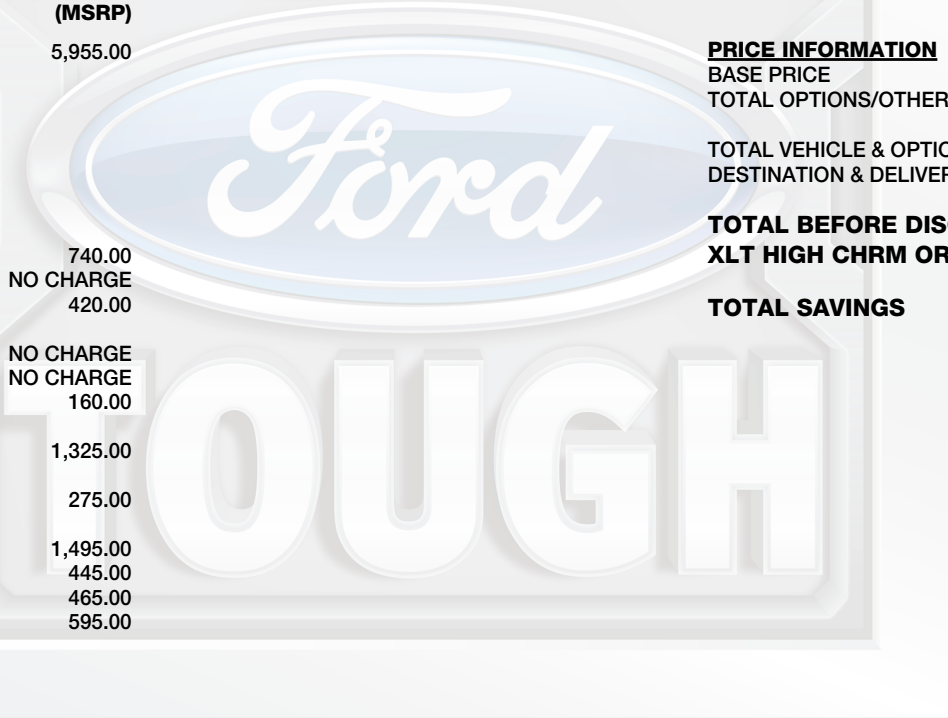 (MSRP)
5,955.00
740.00
NO CHARGE
420.00
NO CHARGE
NO CHARGE
160.00
1,325.00
275.00
1,495.00
445.00
465.00
595.00
PRICE INFORMATION
BASE PRICE
TOTAL OPTIONS/OTHER
TOTAL VEHICLE & OPTIO
DESTINATION & DELIVER
TOTAL BEFORE DIS
XLT HIGH CHRM OR
TOTAL SAVINGS
Ford
TOUGH